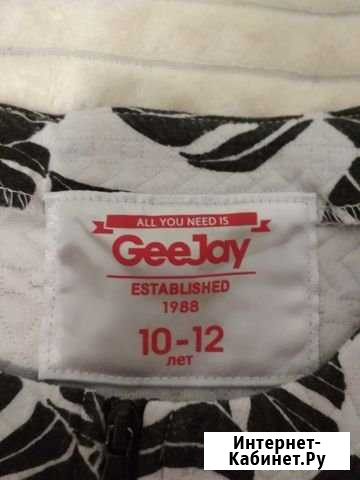 ALL YOU NEED IS
GeeJay
ESTABLISHED
1988
10-12
лет
Интернет-
Кабинет.Ру